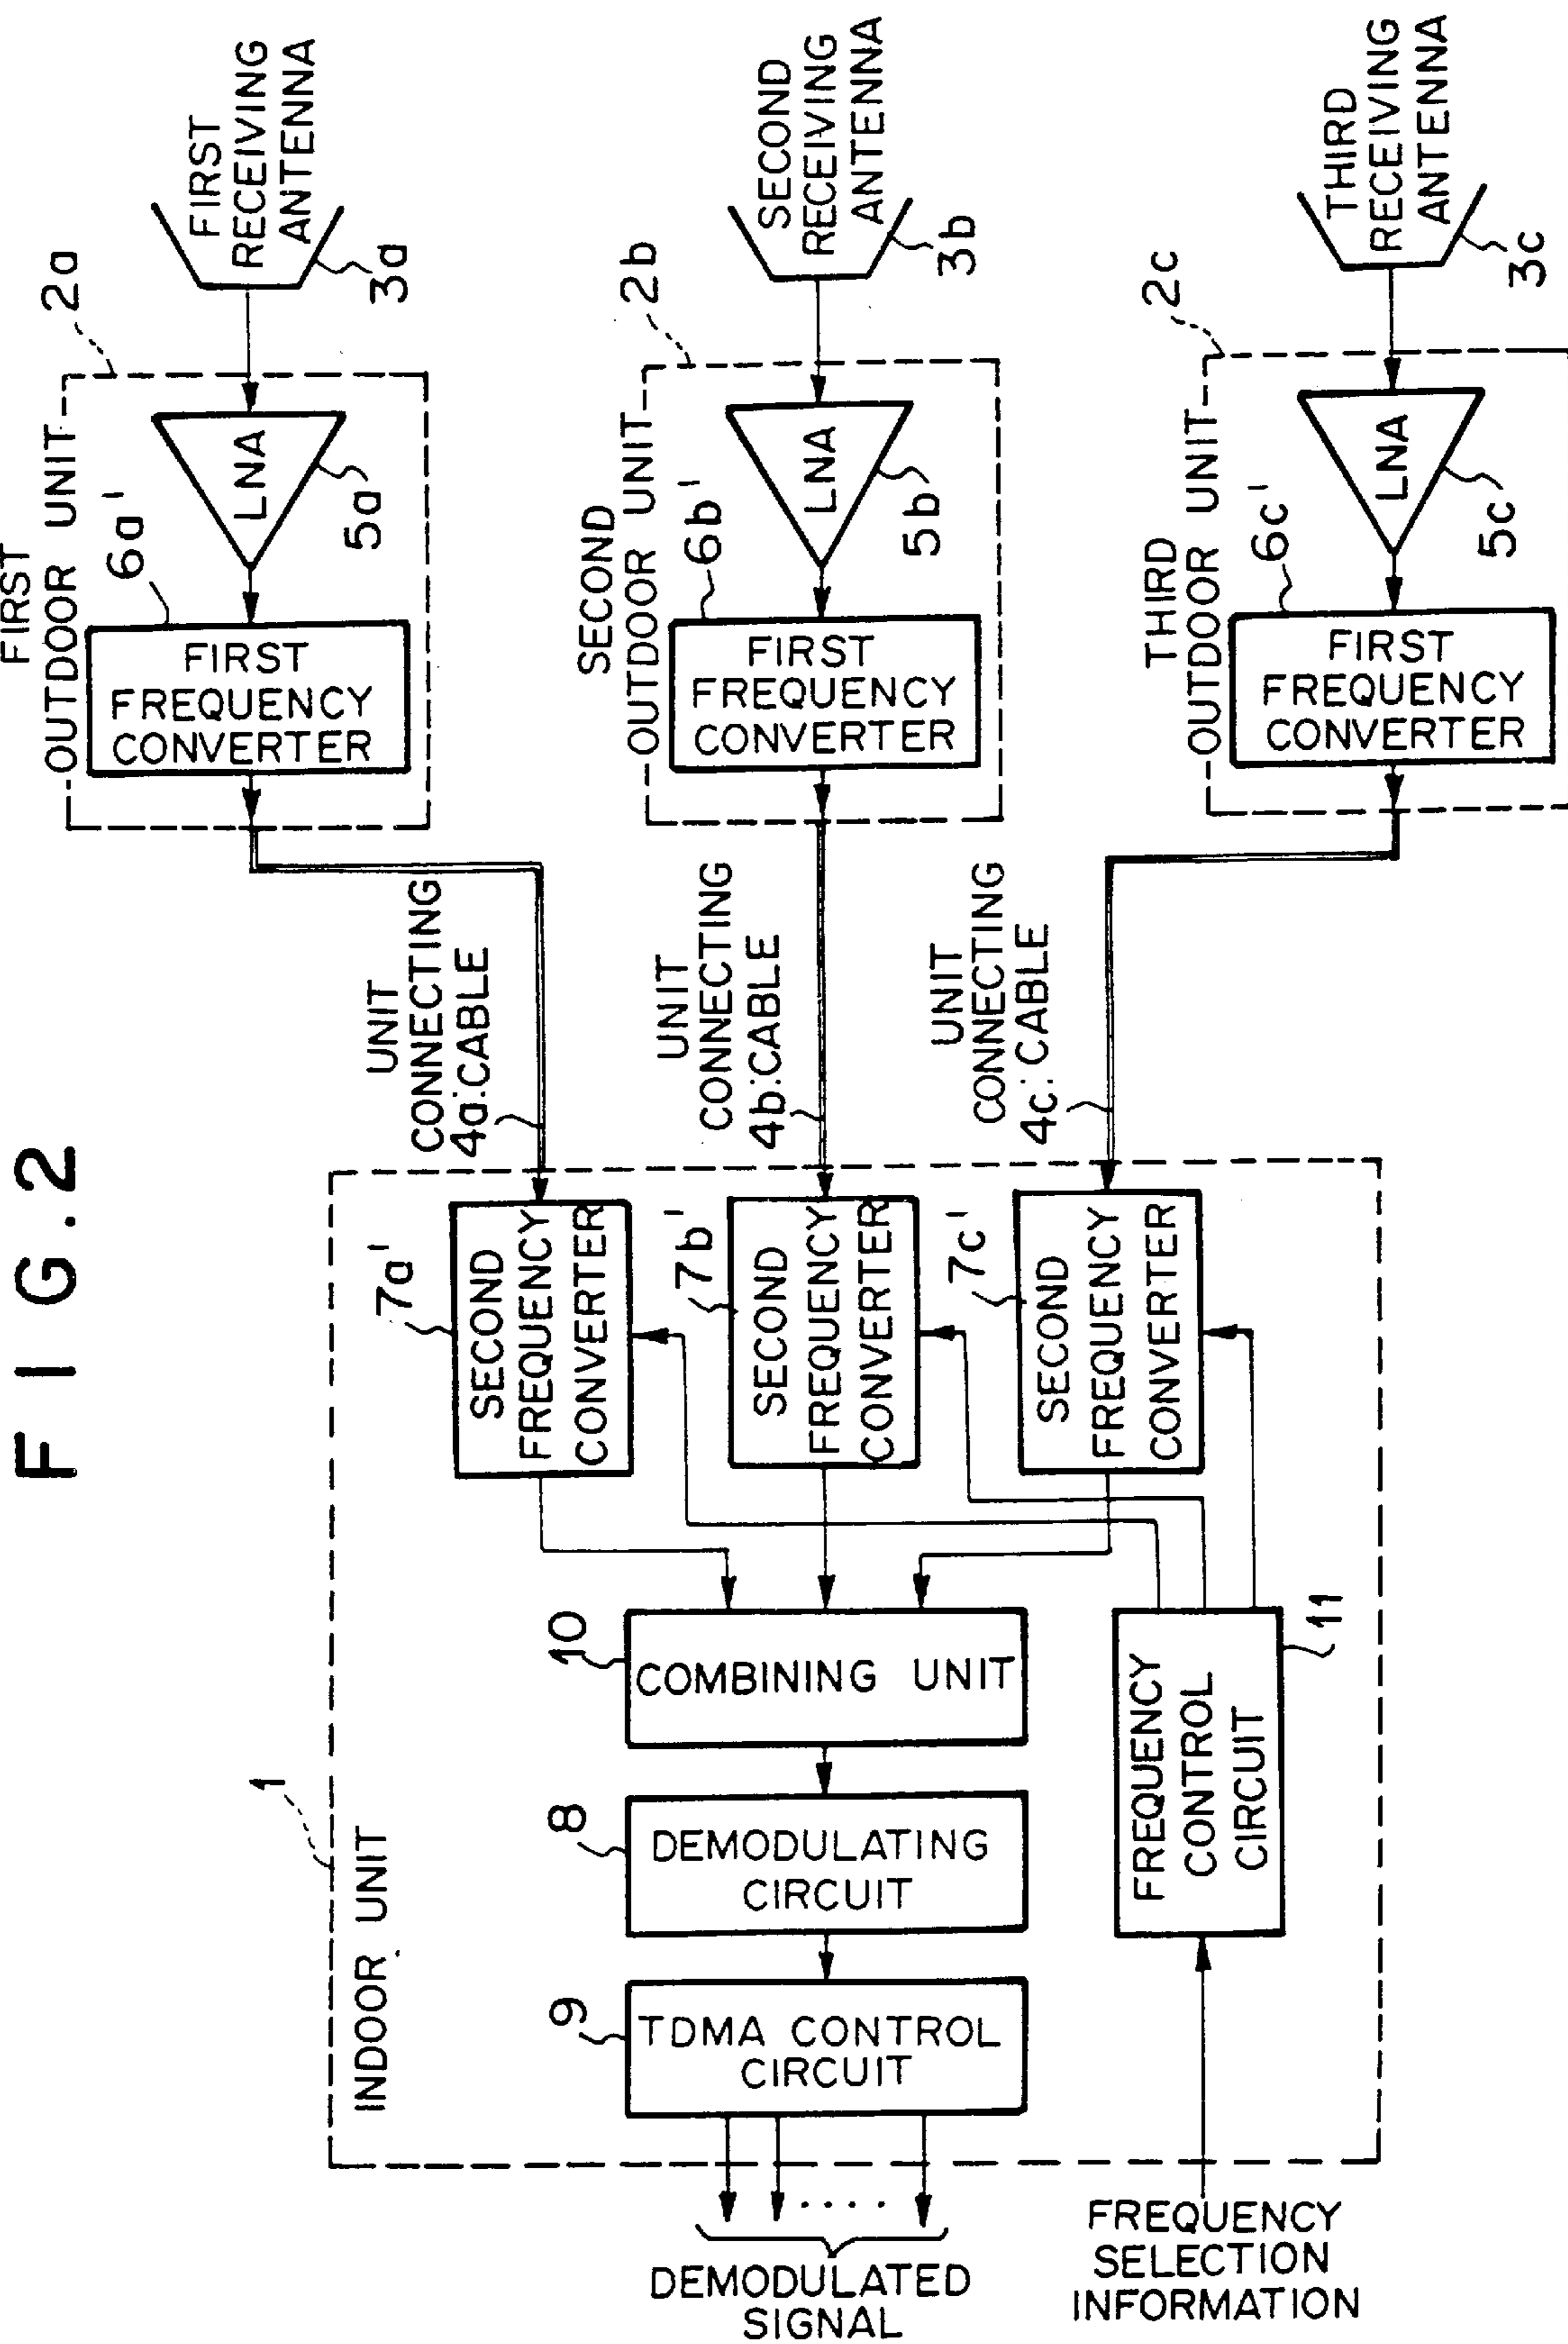 FIG.2
1
INDOOR UNIT
9
TDMA CONTROL
CIRCUIT
8
DEMODULATING
CIRCUIT
10
COMBINING UNIT
7a'
SECOND
FREQUENCY
CONVERTER
7b'
SECOND
FREQUENCY
CONVERTER
7c'
SECOND
FREQUENCY
CONVERTER
FREQUENCY
CONTROL
CIRCUIT
11
DEMODULATED
SIGNAL
FREQUENCY
SELECTION
INFORMATION
UNIT
CONNECTING
4a:CABLE
UNIT
CONNECTING
4b:CABLE
UNIT
CONNECTING
4c:CABLE
FIRST
OUTDOOR UNIT
2a
6a'
FIRST
FREQUENCY
CONVERTER
LNA
5a
FIRST
RECEIVING
ANTENNA
3a
SECOND
OUTDOOR UNIT
2b
6b'
FIRST
FREQUENCY
CONVERTER
LNA
5b
SECOND
RECEIVING
ANTENNA
3b
THIRD
OUTDOOR UNIT
2c
6c'
FIRST
FREQUENCY
CONVERTER
LNA
5c
THIRD
RECEIVING
ANTENNA
3c